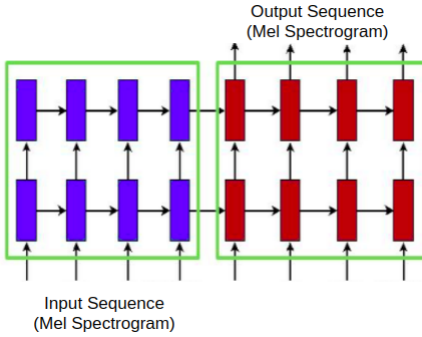 Output Sequence
(Mel Spectrogram)
Input Sequence
(Mel Spectrogram)